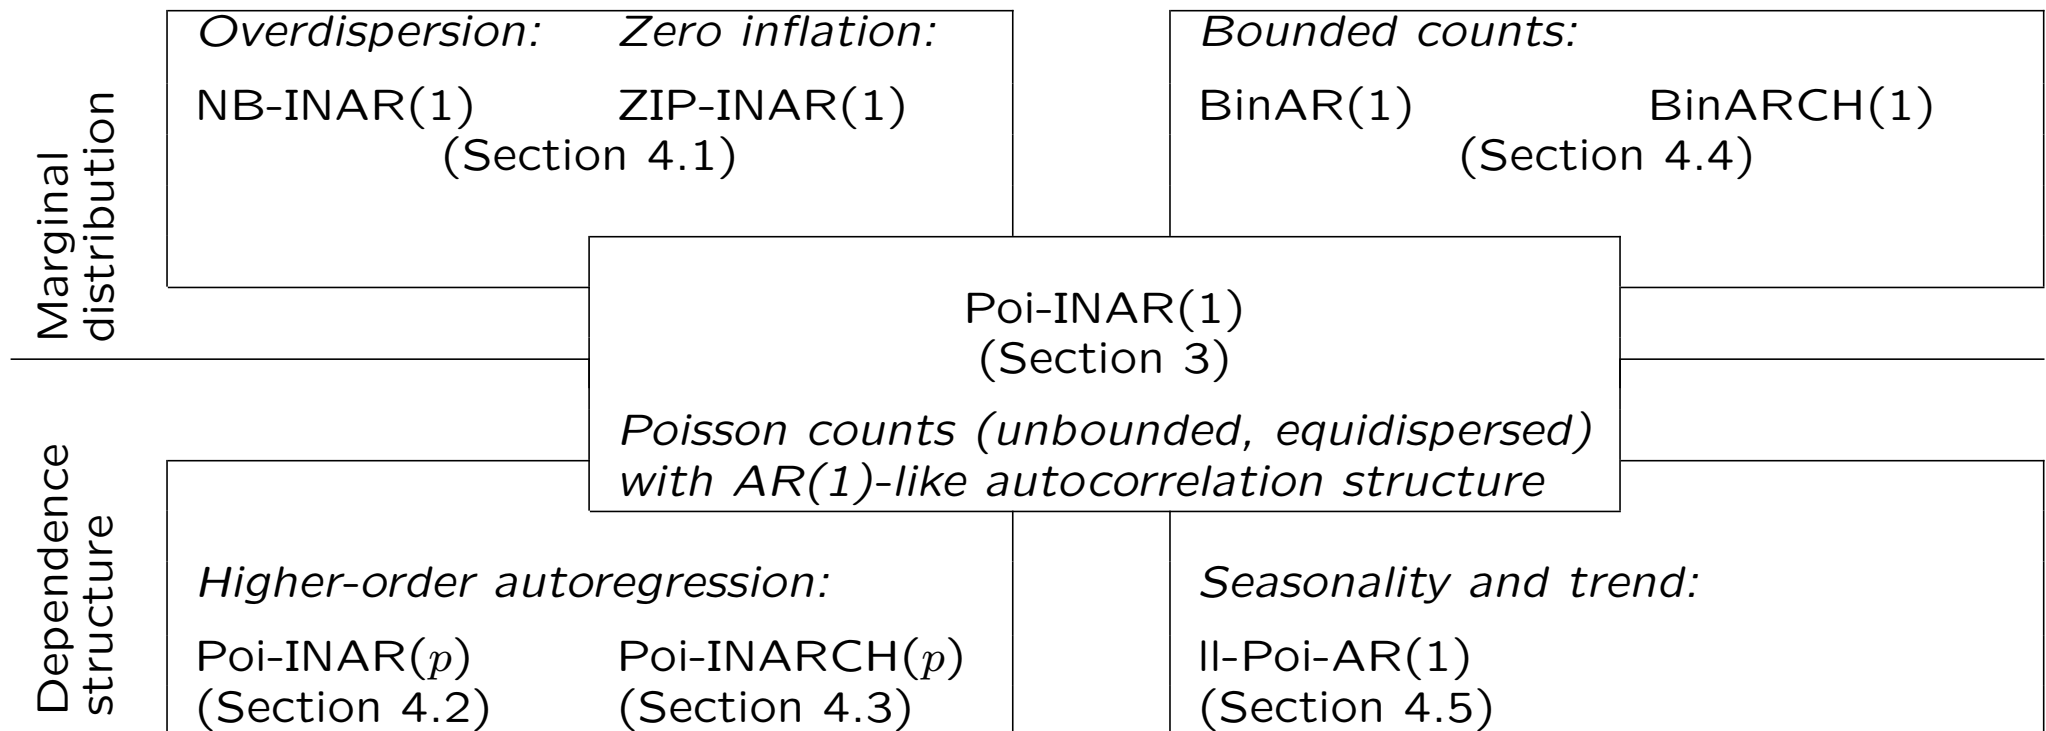 Marginal
distribution
Overdispersion: Zero inflation:
NB-INAR(1) ZIP-INAR(1)
(Section 4.1)
Bounded counts:
BinAR(1) BinARCH(1)
(Section 4.4)
Poi-INAR(1)
(Section 3)
Poisson counts (unbounded, equidispersed)
with AR(1)-like autocorrelation structure
Dependence
structure
Higher-order autoregression:
Poi-INAR(p) Poi-INARCH(p)
(Section 4.2) (Section 4.3)
Seasonality and trend:
ll-Poi-AR(1)
(Section 4.5)